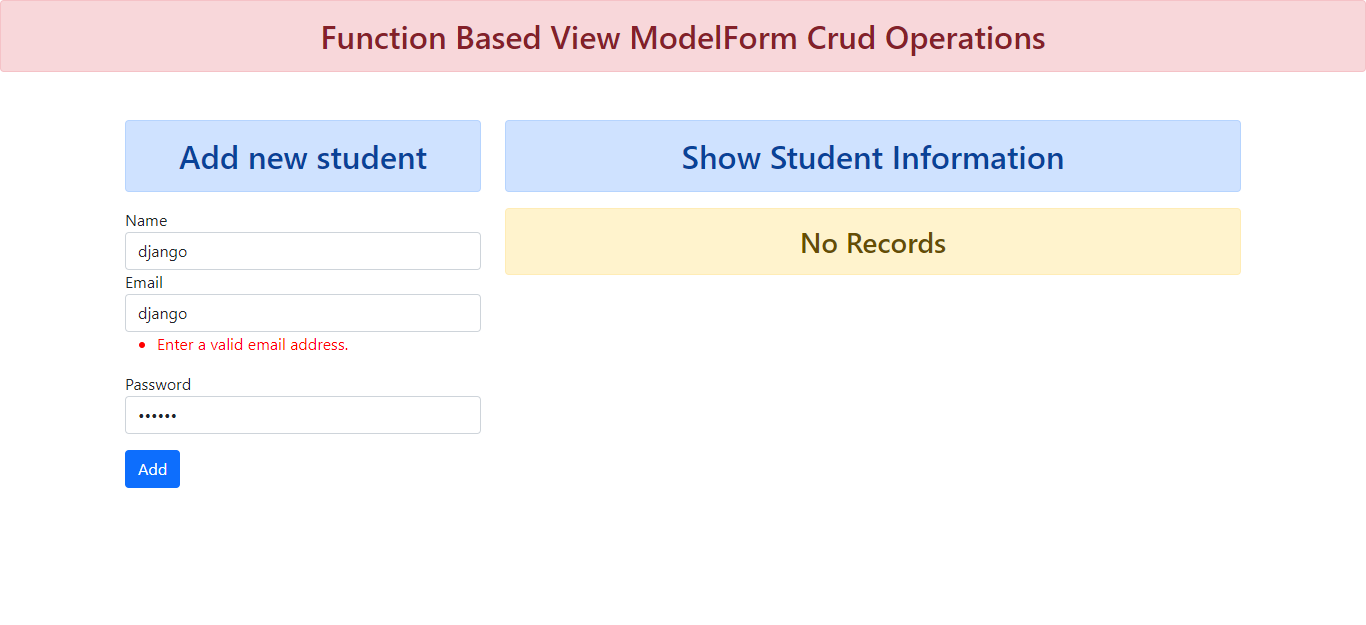 Function Based View ModelForm Crud Operations
Add new student
Name
django
Email
django
Enter a valid email address.
Password
••••••
Add
Show Student Information
No Records